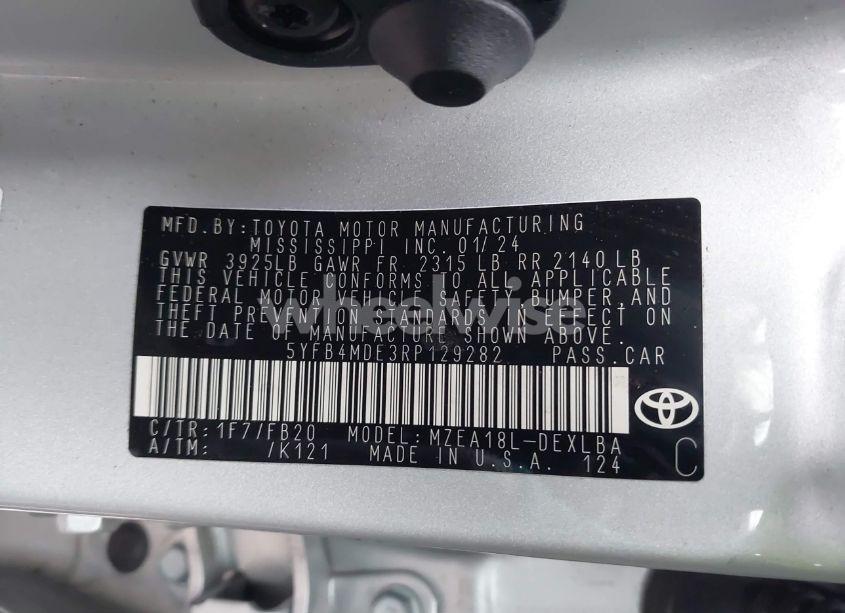 MFD.BY:TOYOTA MOTOR MANUFACTURING
MISSISSIPPI INC.01/24
GVWR 3925LB GAWR FR 2315 LB RR 2140 LB
THIS VEHICLE CONFORMS TO ALL APPLICABLE
FEDERAL MOTOR VEHICLE SAFETY, BUMPER, AND
THEFT PREVENTION STANDARDS IN EFFECT ON
THE DATE OF MANUFACTURE SHOWN ABOVE.
5YFB4MDE3RP129282 PASS.CAR
C/TR:1F7/FB20 MODEL:MZEA18L-DEXLBA
A/TM: /K121 MADE IN U.S.A. 124
C
wheelwise